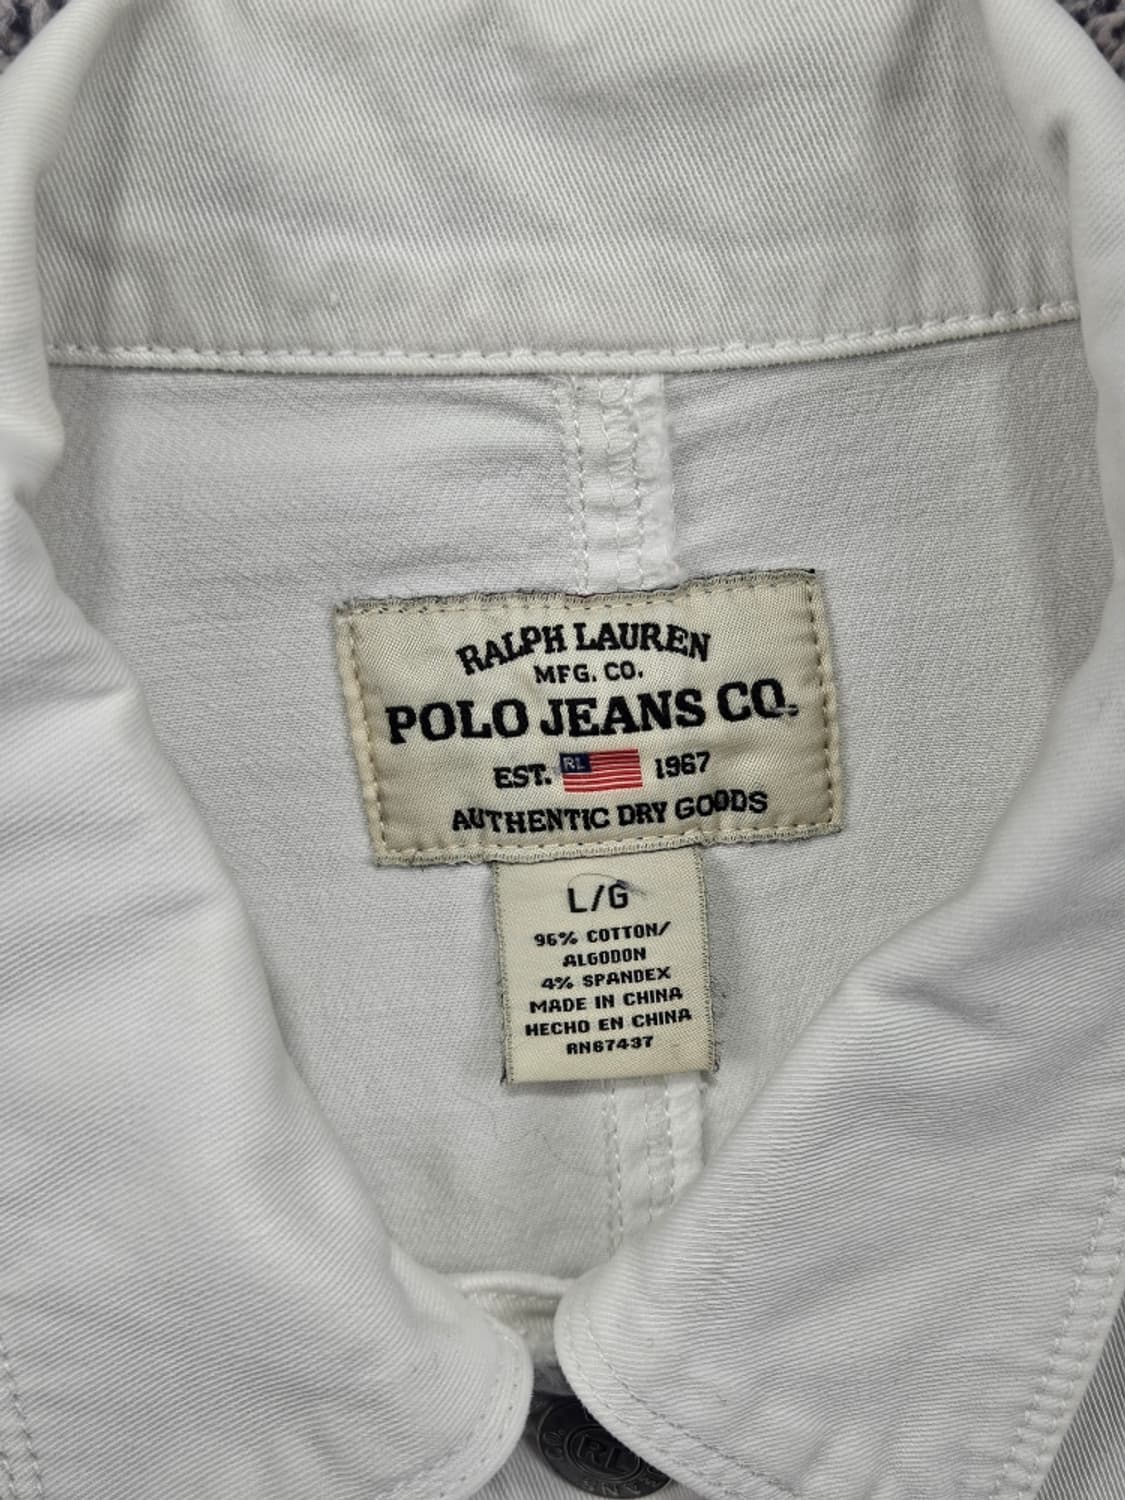 RALPH LAUREN
MFG. CO.
POLO JEANS CO.
EST. RL 1967
AUTHENTIC DRY GOODS
L/G
96% COTTON/
ALGODON
4% SPANDEX
MADE IN CHINA
HECHO EN CHINA
RN67437
RL